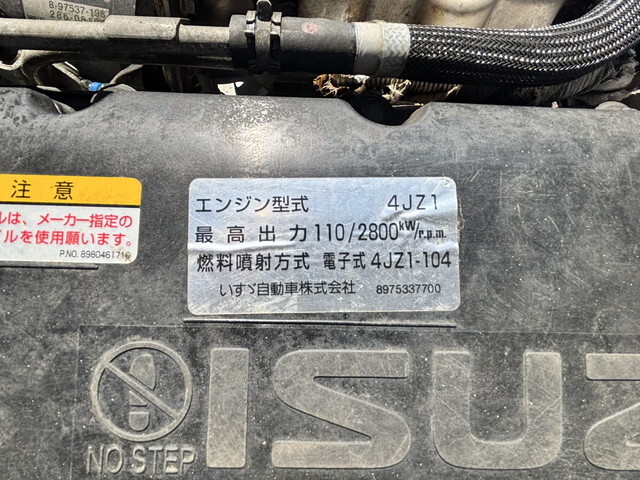 8-97537-195
注意
ルは、メーカー指定の
イルを使用願います。
P.NO. 8980461710
エンジン型式 4JZ1
最高出力 110/2800kW/r.p.m.
燃料噴射方式 電子式 4JZ1-104
いすゞ自動車株式会社 8975337700
NO STEP
ISUZ